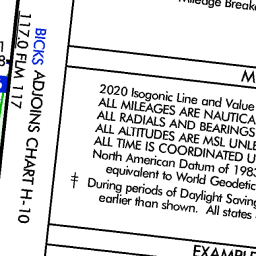 Mileage Break
BICKS ADJOINS CHART H-10
117.0 FLM 117
M
2020 Isogonic Line and Value
ALL MILEAGES ARE NAUTICA
ALL RADIALS AND BEARINGS
ALL ALTITUDES ARE MSL UNLE
ALL TIME IS COORDINATED U
North American Datum of 1983
equivalent to World Geodetic
‡ During periods of Daylight Saving
earlier than shown. All states
EXAMPLE